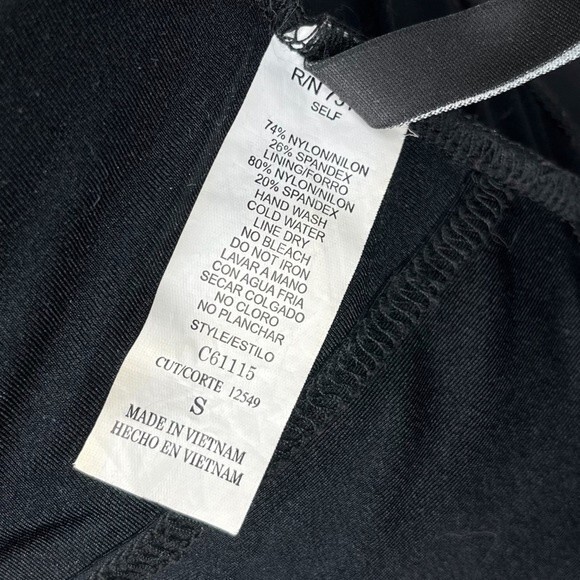 R/N
SELF
74% NYLON/NILON
26% SPANDEX
LINING/FORRO
80% NYLON/NILON
20% SPANDEX
HAND WASH
COLD WATER
LINE DRY
NO BLEACH
DO NOT IRON
LAVAR A MANO
CON AGUA FRIA
SECAR COLGADO
NO CLORO
NO PLANCHAR
STYLE/ESTILO
C61115
CUT/CORTE 12549
S
MADE IN VIETNAM
HECHO EN VIETNAM